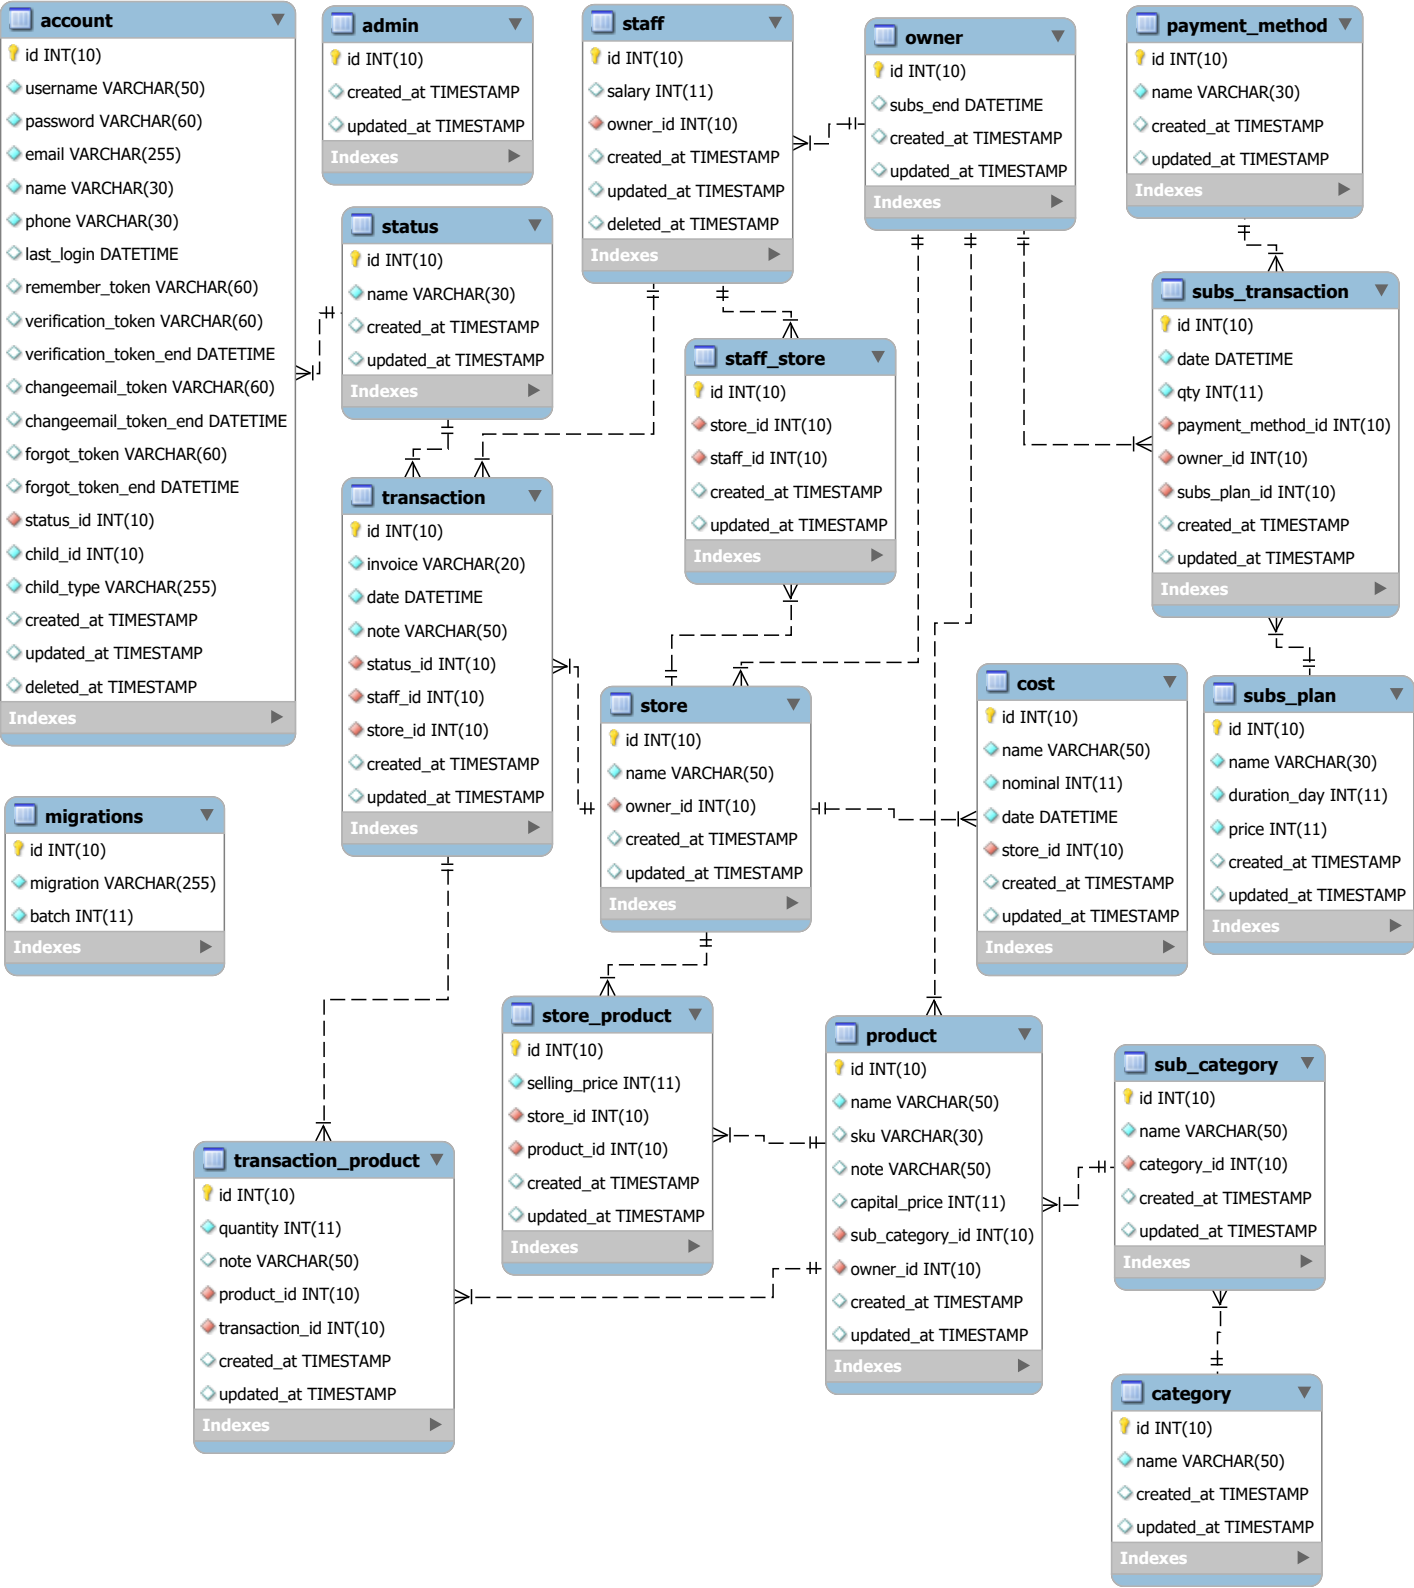 account
id INT(10)
username VARCHAR(50)
password VARCHAR(60)
email VARCHAR(255)
name VARCHAR(30)
phone VARCHAR(30)
last_login DATETIME
remember_token VARCHAR(60)
verification_token VARCHAR(60)
verification_token_end DATETIME
changeemail_token VARCHAR(60)
changeemail_token_end DATETIME
forgot_token VARCHAR(60)
forgot_token_end DATETIME
status_id INT(10)
child_id INT(10)
child_type VARCHAR(255)
created_at TIMESTAMP
updated_at TIMESTAMP
deleted_at TIMESTAMP
Indexes
admin
id INT(10)
created_at TIMESTAMP
updated_at TIMESTAMP
Indexes
staff
id INT(10)
salary INT(11)
owner_id INT(10)
created_at TIMESTAMP
updated_at TIMESTAMP
deleted_at TIMESTAMP
Indexes
owner
id INT(10)
subs_end DATETIME
created_at TIMESTAMP
updated_at TIMESTAMP
Indexes
payment_method
id INT(10)
name VARCHAR(30)
created_at TIMESTAMP
updated_at TIMESTAMP
Indexes
status
id INT(10)
name VARCHAR(30)
created_at TIMESTAMP
updated_at TIMESTAMP
Indexes
subs_transaction
id INT(10)
date DATETIME
qty INT(11)
payment_method_id INT(10)
owner_id INT(10)
subs_plan_id INT(10)
created_at TIMESTAMP
updated_at TIMESTAMP
Indexes
staff_store
id INT(10)
store_id INT(10)
staff_id INT(10)
created_at TIMESTAMP
updated_at TIMESTAMP
Indexes
transaction
id INT(10)
invoice VARCHAR(20)
date DATETIME
note VARCHAR(50)
status_id INT(10)
staff_id INT(10)
store_id INT(10)
created_at TIMESTAMP
updated_at TIMESTAMP
Indexes
store
id INT(10)
name VARCHAR(50)
owner_id INT(10)
created_at TIMESTAMP
updated_at TIMESTAMP
Indexes
cost
id INT(10)
name VARCHAR(50)
nominal INT(11)
date DATETIME
store_id INT(10)
created_at TIMESTAMP
updated_at TIMESTAMP
Indexes
subs_plan
id INT(10)
name VARCHAR(30)
duration_day INT(11)
price INT(11)
created_at TIMESTAMP
updated_at TIMESTAMP
Indexes
migrations
id INT(10)
migration VARCHAR(255)
batch INT(11)
Indexes
store_product
id INT(10)
selling_price INT(11)
store_id INT(10)
product_id INT(10)
created_at TIMESTAMP
updated_at TIMESTAMP
Indexes
product
id INT(10)
name VARCHAR(50)
sku VARCHAR(30)
note VARCHAR(50)
capital_price INT(11)
sub_category_id INT(10)
owner_id INT(10)
created_at TIMESTAMP
updated_at TIMESTAMP
Indexes
sub_category
id INT(10)
name VARCHAR(50)
category_id INT(10)
created_at TIMESTAMP
updated_at TIMESTAMP
Indexes
transaction_product
id INT(10)
quantity INT(11)
note VARCHAR(50)
product_id INT(10)
transaction_id INT(10)
created_at TIMESTAMP
updated_at TIMESTAMP
Indexes
category
id INT(10)
name VARCHAR(50)
created_at TIMESTAMP
updated_at TIMESTAMP
Indexes